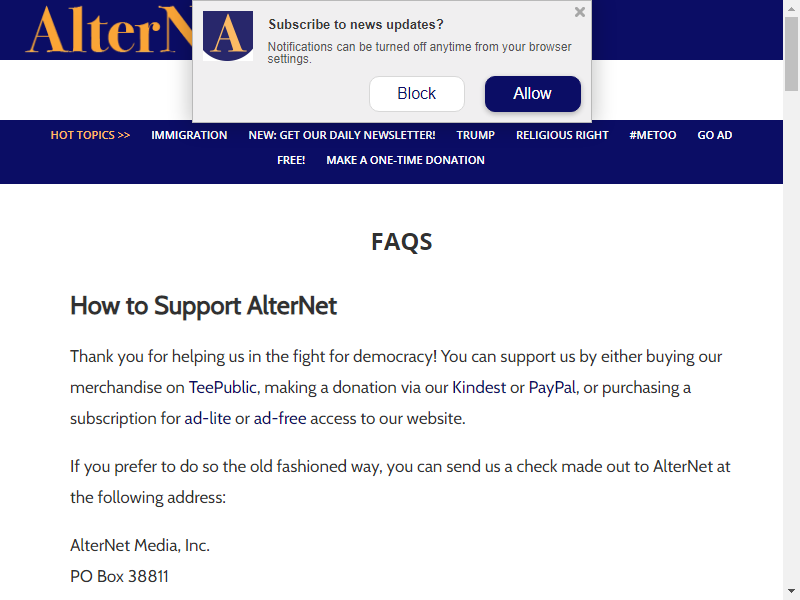 AlterN
Subscribe to news updates?
Notifications can be turned off anytime from your browser
settings.
A
Block
Allow
HOT TOPICS >> IMMIGRATION NEW: GET OUR DAILY NEWSLETTER! TRUMP RELIGIOUS RIGHT #METOO GO AD
FREE! MAKE A ONE-TIME DONATION
FAQS
How to Support AlterNet
Thank you for helping us in the fight for democracy! You can support us by either buying our
merchandise on TeePublic, making a donation via our Kindest or PayPal, or purchasing a
subscription for ad-lite or ad-free access to our website.
If you prefer to do so the old fashioned way, you can send us a check made out to AlterNet at
the following address:
AlterNet Media, Inc.
PO Box 38811